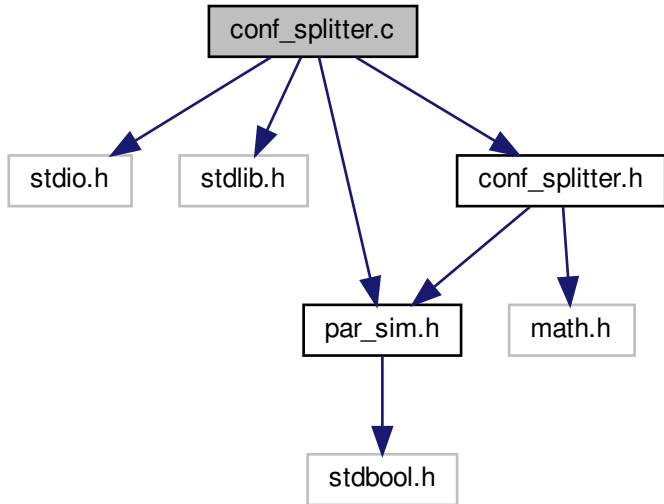 conf_splitter.c
stdio.h
stdlib.h
conf_splitter.h
par_sim.h
math.h
stdbool.h